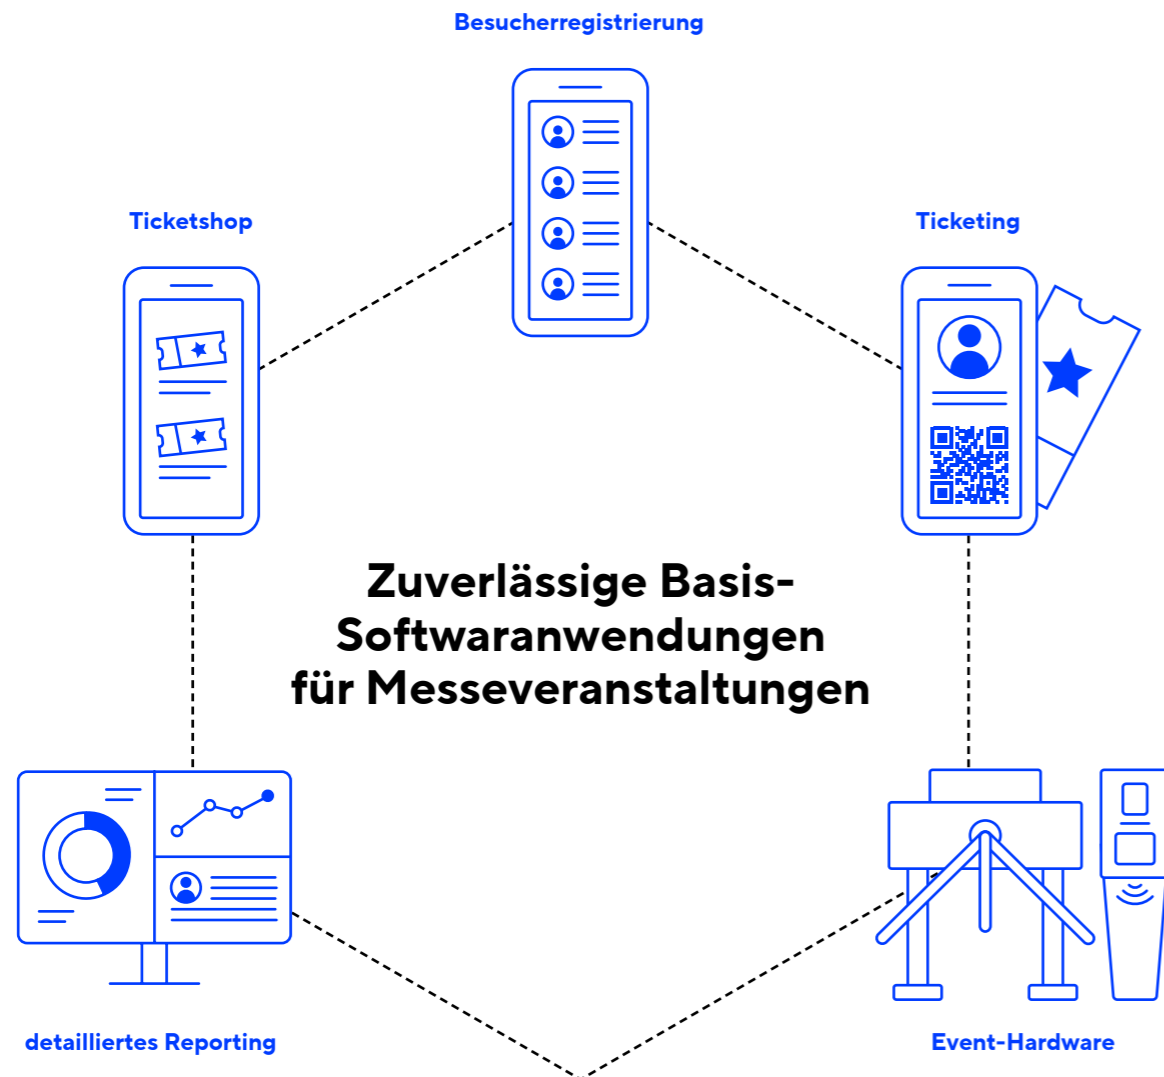 Besucherregistrierung
Ticketshop
Ticketing
Zuverlässige Basis-
Softwaranwendungen
für Messeveranstaltungen
detailliertes Reporting
Event-Hardware